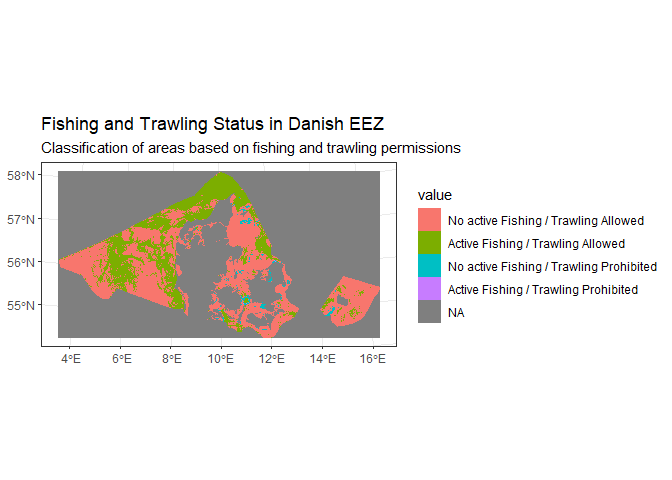 Fishing and Trawling Status in Danish EEZ
Classification of areas based on fishing and trawling permissions
58°N
57°N
56°N
55°N
4°E
6°E
8°E
10°E
12°E
14°E
16°E
value
No active Fishing / Trawling Allowed
Active Fishing / Trawling Allowed
No active Fishing / Trawling Prohibited
Active Fishing / Trawling Prohibited
NA